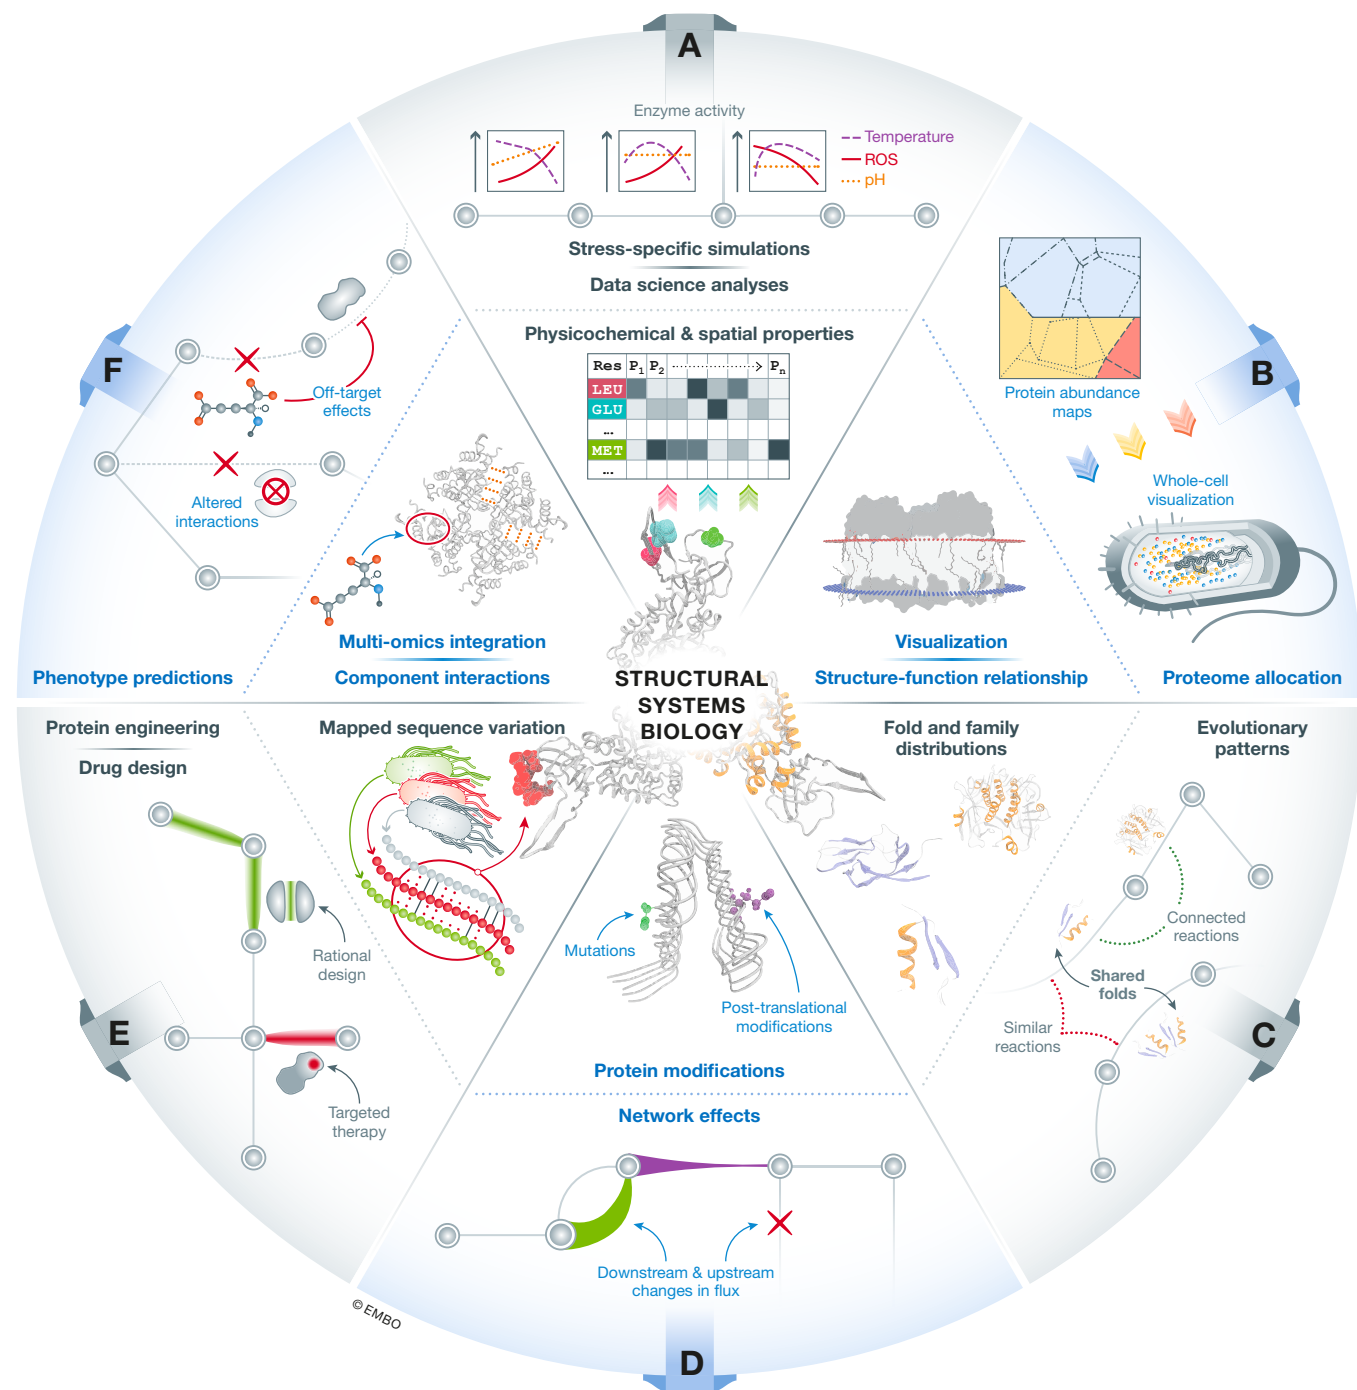 A
Enzyme activity
Temperature
ROS
pH
Stress-specific simulations
Data science analyses
Physicochemical & spatial properties
Res P1 P2 Pn
LEU
GLU
...
MET
...
B
Protein abundance
maps
Whole-cell
visualization
Visualization
Structure-function relationship
Proteome allocation
F
Off-target
effects
Altered
interactions
Multi-omics integration
Component interactions
Phenotype predictions
STRUCTURAL
SYSTEMS
BIOLOGY
Protein engineering
Drug design
Mapped sequence variation
Rational
design
E
Targeted
therapy
Fold and family
distributions
Evolutionary
patterns
Connected
reactions
Shared
folds
Similar
reactions
C
Mutations
Post-translational
modifications
Protein modifications
Network effects
Downstream & upstream
changes in flux
© EMBO
D